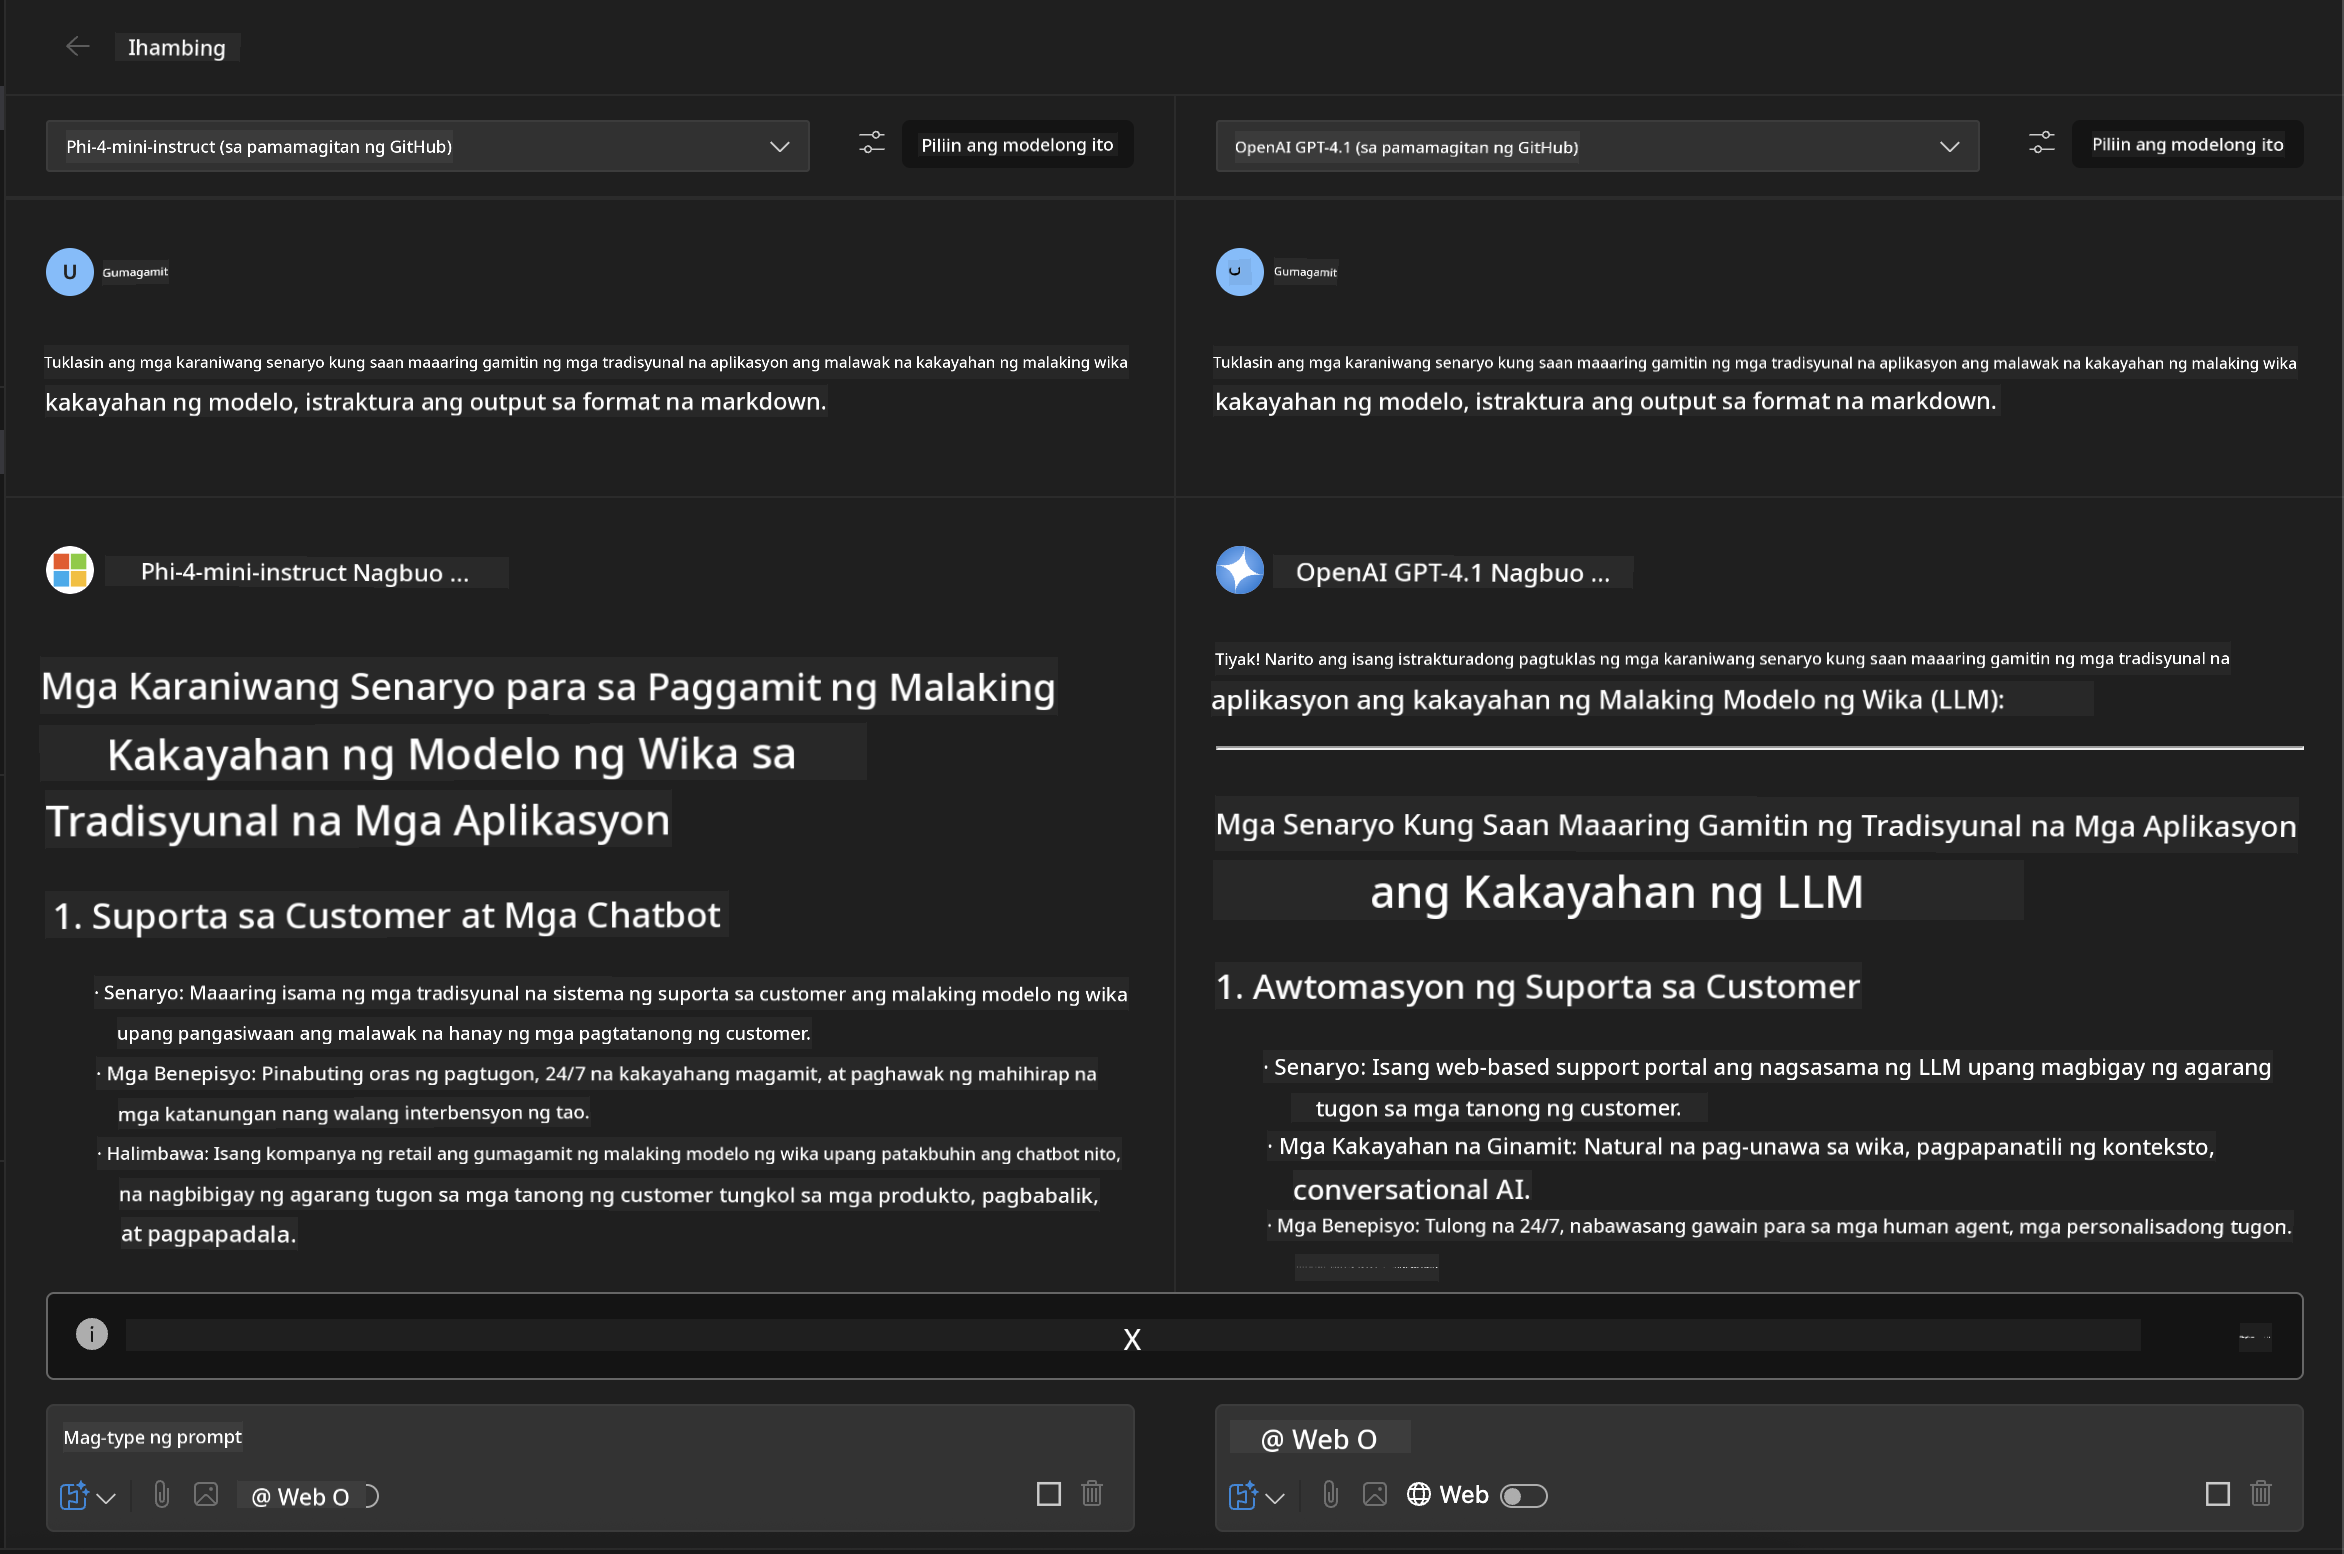 Ihambing
Phi-4-mini-instruct (sa pamamagitan ng GitHub)
Piliin ang modelong ito
U Gumagamit
Tuklasin ang mga karaniwang senaryo kung saan maaaring gamitin ng mga tradisyunal na aplikasyon ang malawak na kakayahan ng malaking wika
kakayahan ng modelo, istraktura ang output sa format na markdown.
Phi-4-mini-instruct Nagbuo ...
Mga Karaniwang Senaryo para sa Paggamit ng Malaking
Kakayahan ng Modelo ng Wika sa
Tradisyunal na Mga Aplikasyon
1. Suporta sa Customer at Mga Chatbot
· Senaryo: Maaaring isama ng mga tradisyunal na sistema ng suporta sa customer ang malaking modelo ng wika
upang pangasiwaan ang malawak na hanay ng mga pagtatanong ng customer.
· Mga Benepisyo: Pinabuting oras ng pagtugon, 24/7 na kakayahang magamit, at paghawak ng mahihirap na
mga katanungan nang walang interbensyon ng tao.
· Halimbawa: Isang kompanya ng retail ang gumagamit ng malaking modelo ng wika upang patakbuhin ang chatbot nito,
na nagbibigay ng agarang tugon sa mga tanong ng customer tungkol sa mga produkto, pagbabalik,
at pagpapadala.
OpenAI GPT-4.1 (sa pamamagitan ng GitHub)
Piliin ang modelong ito
U Gumagamit
Tuklasin ang mga karaniwang senaryo kung saan maaaring gamitin ng mga tradisyunal na aplikasyon ang malawak na kakayahan ng malaking wika
kakayahan ng modelo, istraktura ang output sa format na markdown.
OpenAI GPT-4.1 Nagbuo ...
Tiyak! Narito ang isang istrakturadong pagtuklas ng mga karaniwang senaryo kung saan maaaring gamitin ng mga tradisyunal na
aplikasyon ang kakayahan ng Malaking Modelo ng Wika (LLM):
Mga Senaryo Kung Saan Maaaring Gamitin ng Tradisyunal na Mga Aplikasyon
ang Kakayahan ng LLM
1. Awtomasyon ng Suporta sa Customer
· Senaryo: Isang web-based support portal ang nagsasama ng LLM upang magbigay ng agarang
tugon sa mga tanong ng customer.
· Mga Kakayahan na Ginamit: Natural na pag-unawa sa wika, pagpapanatili ng konteksto,
conversational AI.
· Mga Benepisyo: Tulong na 24/7, nabawasang gawain para sa mga human agent, mga personalisadong tugon.
X
Mag-type ng prompt
@ Web O
@ Web O
Web